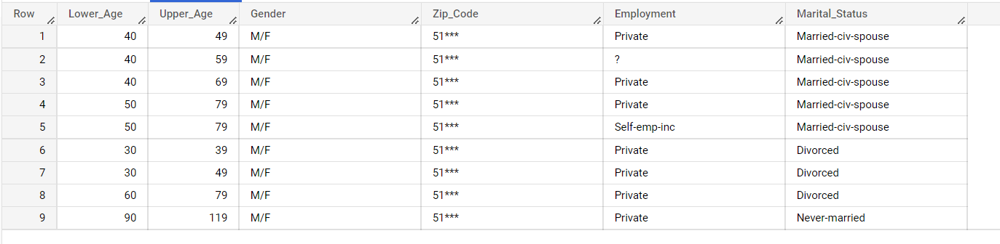 Row Lower_Age Upper_Age Gender Zip_Code Employment Marital_Status
1 40 49 M/F 51*** Private Married-civ-spouse
2 40 59 M/F 51*** ? Married-civ-spouse
3 40 69 M/F 51*** Private Married-civ-spouse
4 50 79 M/F 51*** Private Married-civ-spouse
5 50 79 M/F 51*** Self-emp-inc Married-civ-spouse
6 30 39 M/F 51*** Private Divorced
7 30 49 M/F 51*** Private Divorced
8 60 79 M/F 51*** Private Divorced
9 90 119 M/F 51*** Private Never-married